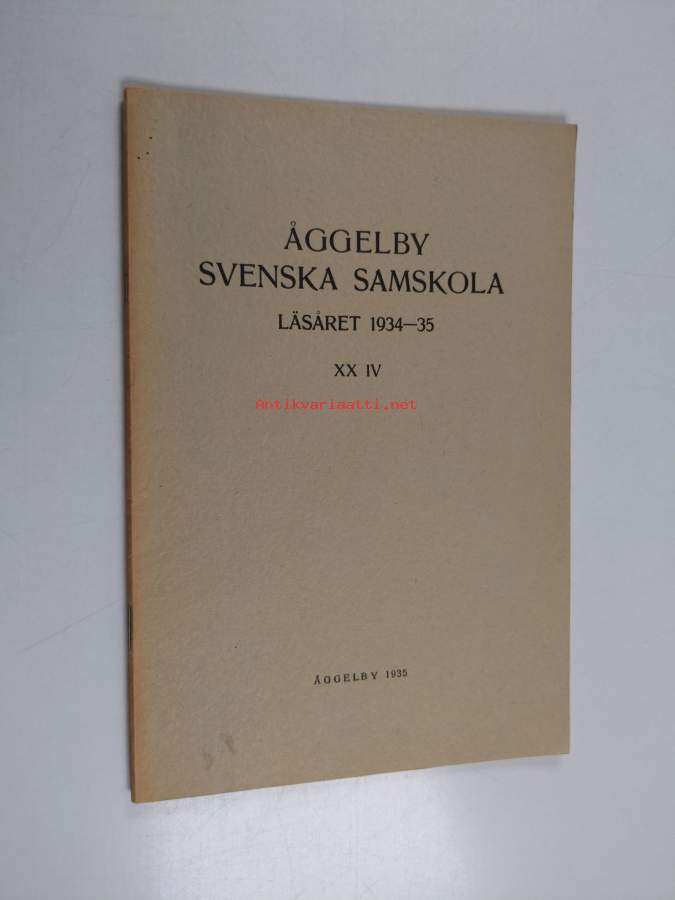 ÅGGELBY
SVENSKA SAMSKOLA
LÄSÅRET 1934—35
XX IV
Antikvariaatti.net
ÅGGELBY 1935